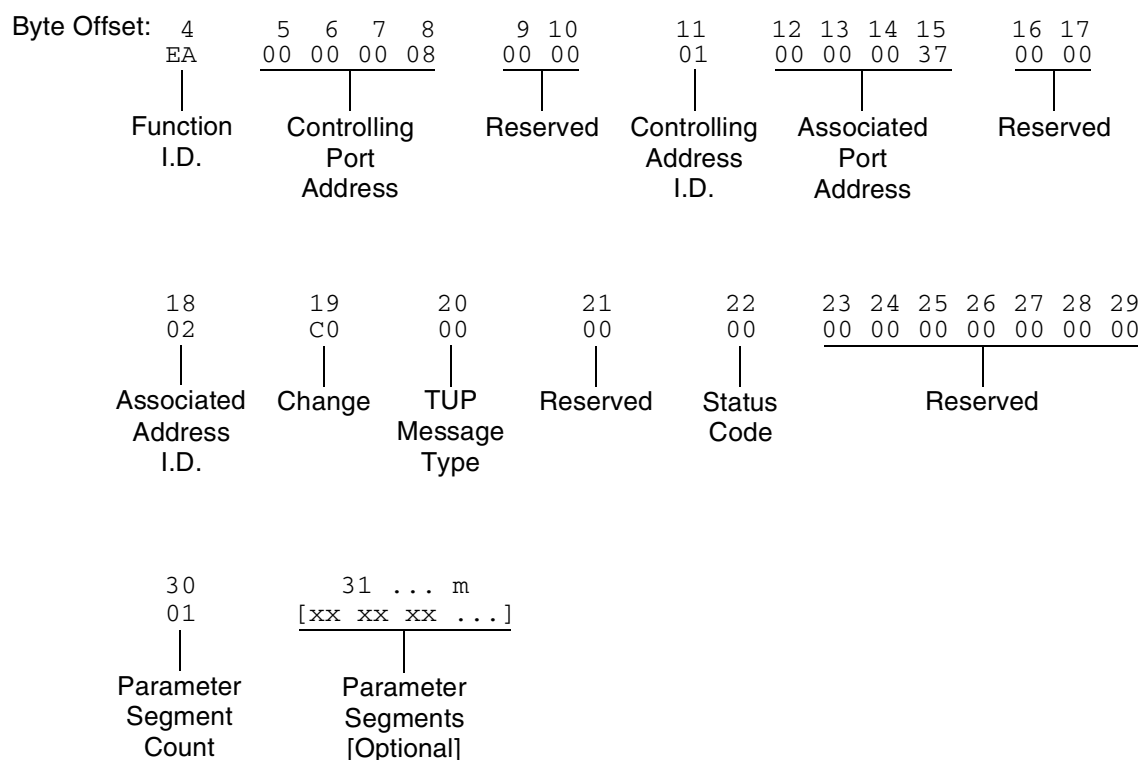 Byte Offset: 4 5 6 7 8 9 10 11 12 13 14 15 16 17
EA 00 00 00 08 00 00 01 00 00 00 37 00 00
Function I.D.
Controlling Port Address
Reserved
Controlling Address I.D.
Associated Port Address
Reserved
18 19 20 21 22 23 24 25 26 27 28 29
02 C0 00 00 00 00 00 00 00 00 00 00
Associated Address I.D.
Change
TUP Message Type
Reserved
Status Code
Reserved
30 31 ... m
01 [xx xx xx ...]
Parameter Segment Count
Parameter Segments [Optional]